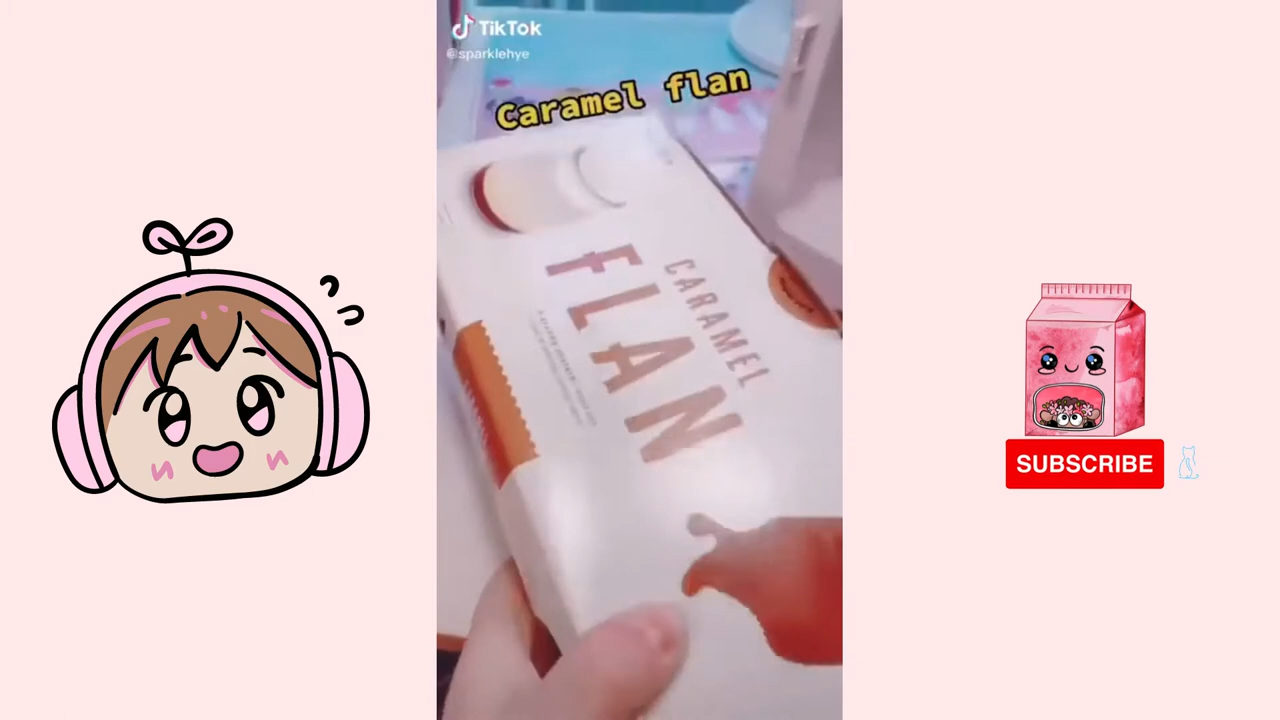 TikTok
@sparklehye
Caramel flan
CARAMEL
FLAN
SUBSCRIBE